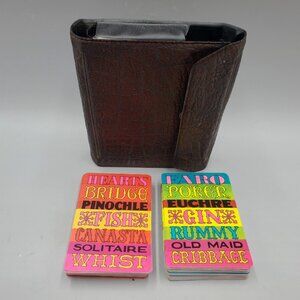 HEARTS
BRIDGE
PINOCHLE
FISH
CANASTA
SOLITAIRE
WHIST
FARO
POKER
EUCHRE
GIN
RUMMY
OLD MAID
CRIBBAGE